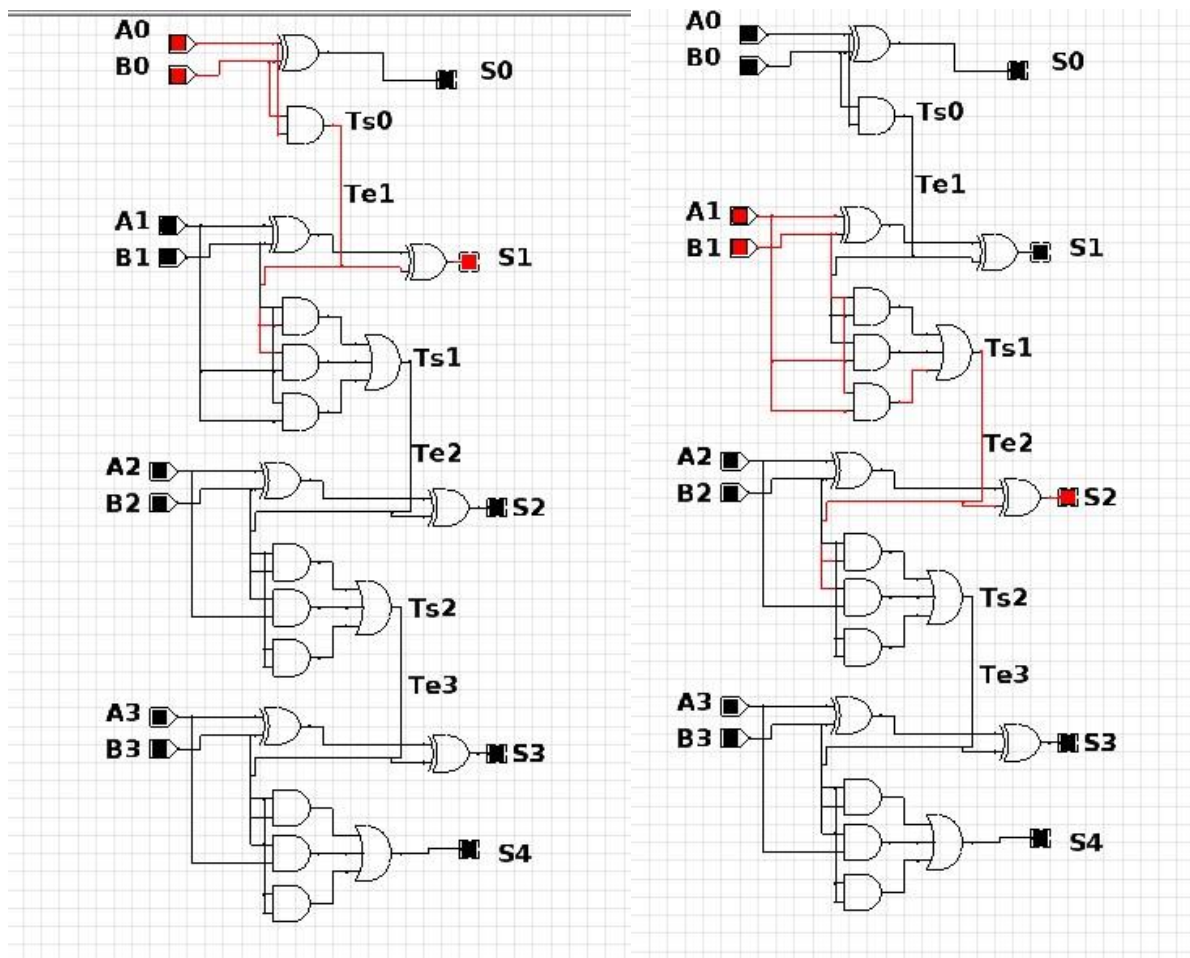 A0
B0
S0
Ts0
Te1
A1
B1
S1
Ts1
Te2
A2
B2
S2
Ts2
Te3
A3
B3
S3
S4
A0
B0
S0
Ts0
Te1
A1
B1
S1
Ts1
Te2
A2
B2
S2
Ts2
Te3
A3
B3
S3
S4